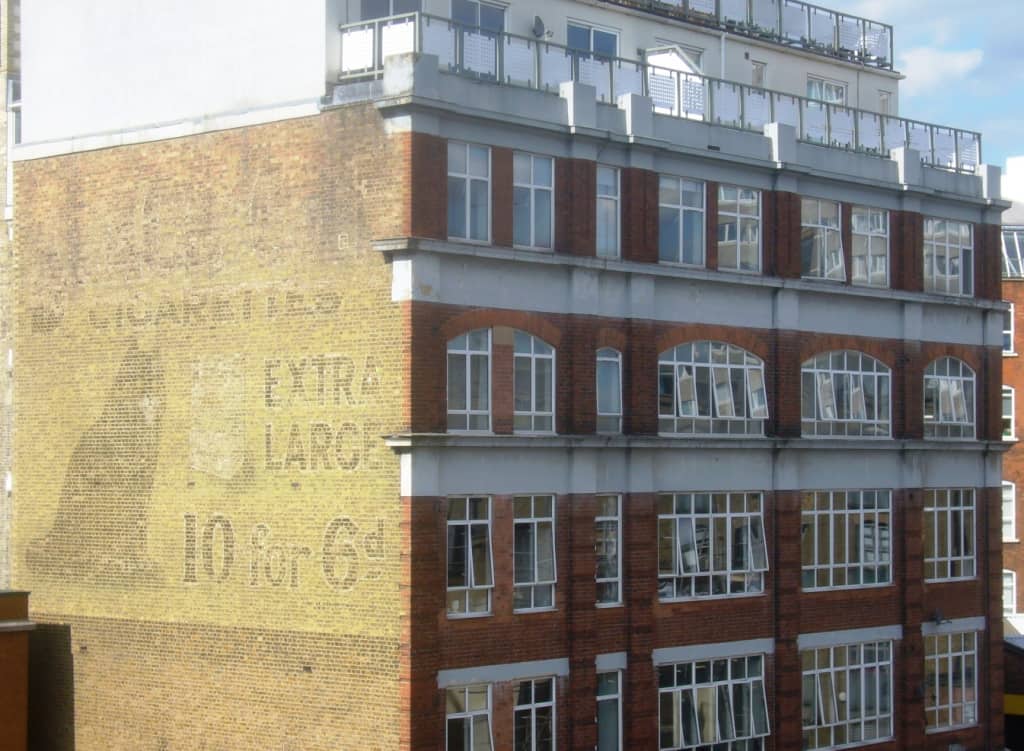 CIGARETTES
EXTRA
LARGE
10 for 6d